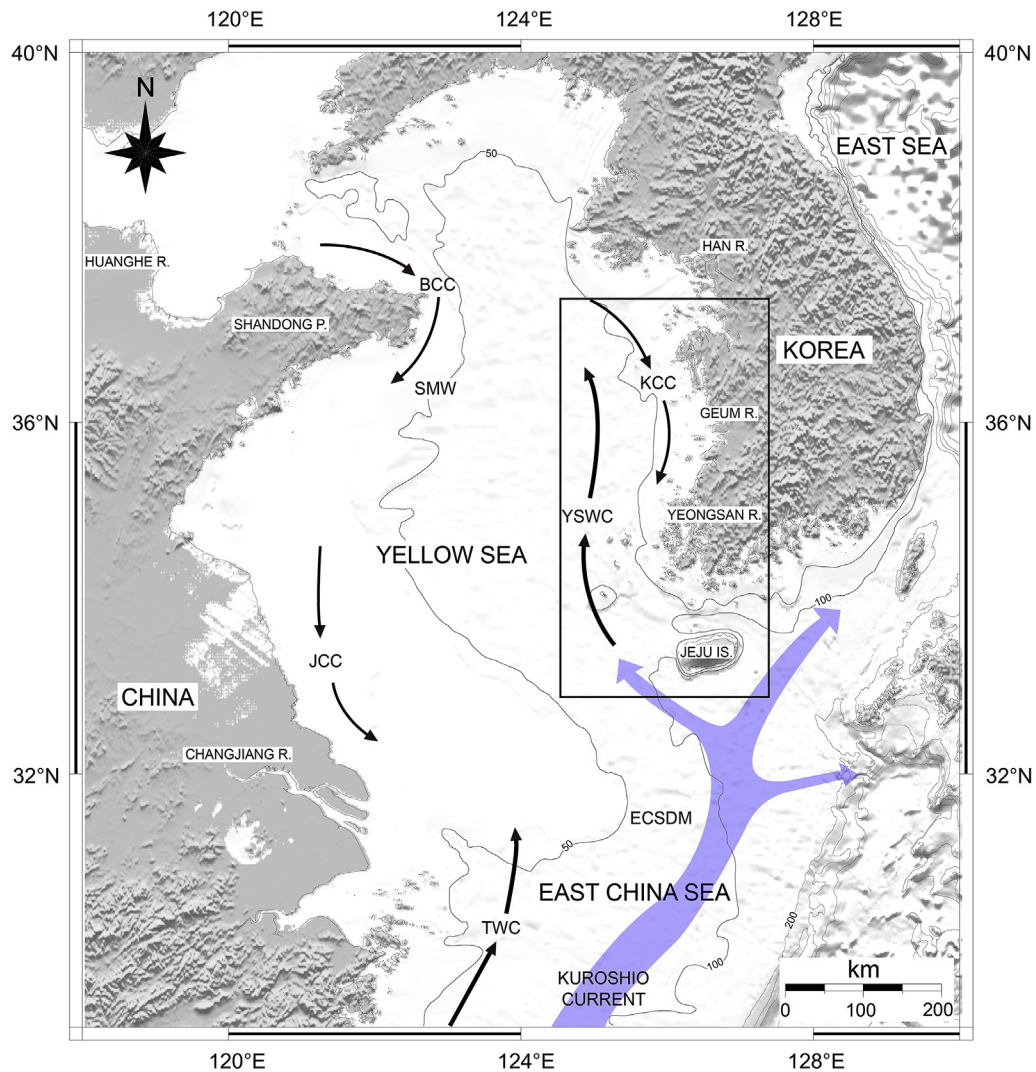 120°E
124°E
128°E
40°N
40°N
N
EAST SEA
50
HAN R.
HUANGHE R.
BCC
SHANDONG P.
KOREA
KCC
SMW
GEUM R.
36°N
36°N
YSWC
YEONGSAN R.
YELLOW SEA
100
JEJU IS.
JCC
CHINA
CHANGJIANG R.
32°N
32°N
ECSDM
50
EAST CHINA SEA
200
TWC
100
KUROSHIO
CURRENT
km
0
100
200
120°E
124°E
128°E